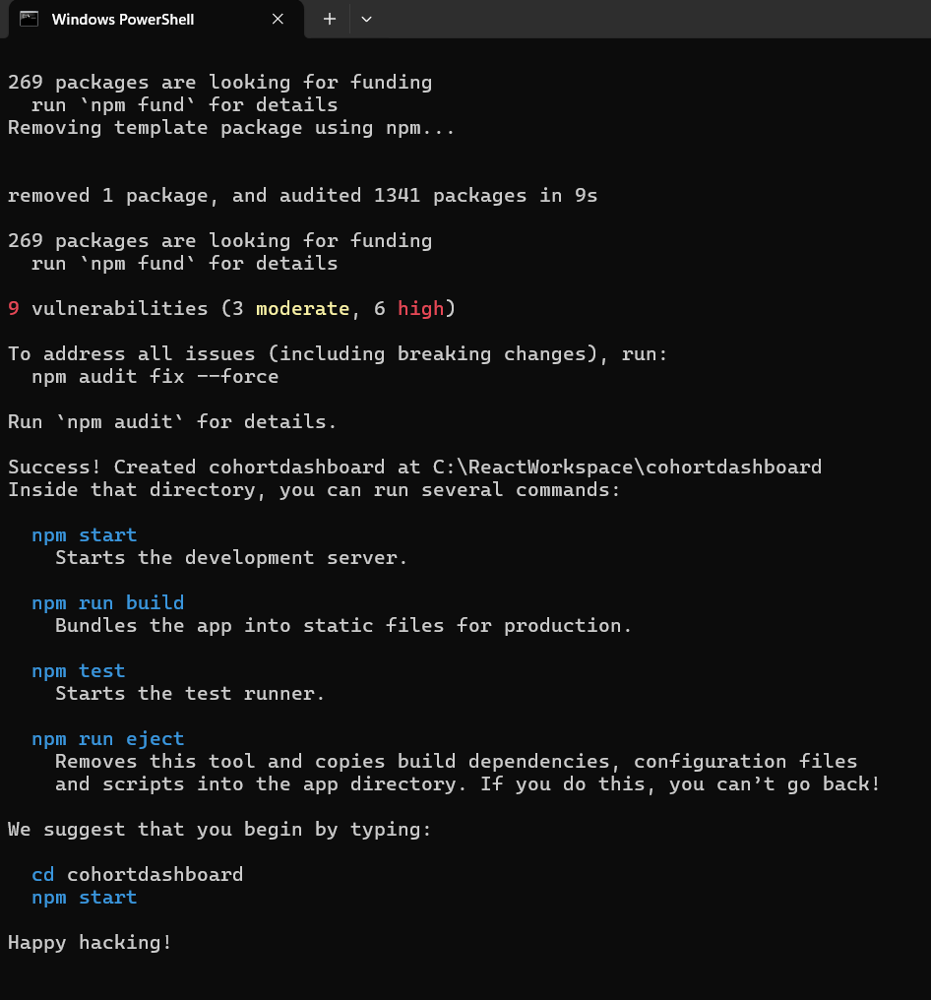 Windows PowerShell
269 packages are looking for funding
  run `npm fund` for details
Removing template package using npm...
removed 1 package, and audited 1341 packages in 9s
269 packages are looking for funding
  run `npm fund` for details
9 vulnerabilities (3 moderate, 6 high)
To address all issues (including breaking changes), run:
  npm audit fix --force
Run `npm audit` for details.
Success! Created cohortdashboard at C:\ReactWorkspace\cohortdashboard
Inside that directory, you can run several commands:
  npm start
    Starts the development server.
  npm run build
    Bundles the app into static files for production.
  npm test
    Starts the test runner.
  npm run eject
    Removes this tool and copies build dependencies, configuration files
    and scripts into the app directory. If you do this, you can’t go back!
We suggest that you begin by typing:
  cd cohortdashboard
  npm start
Happy hacking!